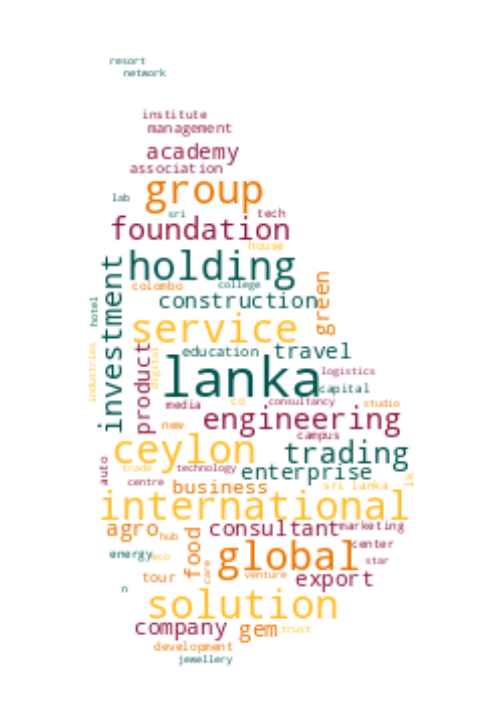 resort
network
institute
management
academy
association
group
lab
sri
tech
foundation
house
holding
investment
colombo
college
green
construction
hotel
service
education
travel
product
digital
industries
lanka
logistics
capital
consultancy
co
media
studio
engineering
new
campus
ceylon
trading
auto
trade
technology
enterprise
centre
business
sri lanka
lk
international
agro
consultant
marketing
hub
food
global
center
energy
eco
star
care
tour
venture
export
n
solution
company
gem
trust
development
jewellery